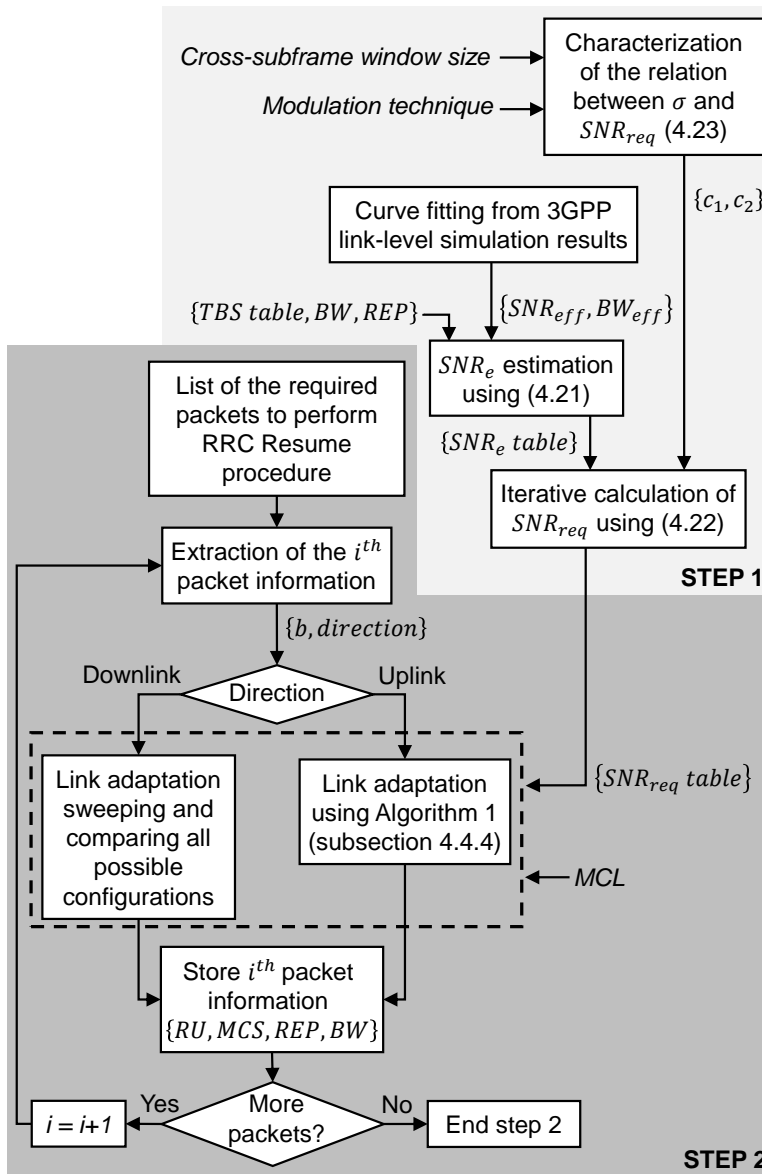 Cross-subframe window size
Modulation technique
Characterization
of the relation
between σ and
SNR_req (4.23)
{c₁, c₂}
Curve fitting from 3GPP
link-level simulation results
{TBS table, BW, REP}
{SNR_eff, BW_eff}
SNR_e estimation
using (4.21)
{SNR_e table}
Iterative calculation of
SNR_req using (4.22)
STEP 1
List of the required
packets to perform
RRC Resume
procedure
Extraction of the i^th
packet information
{b, direction}
Downlink
Direction
Uplink
Link adaptation
sweeping and
comparing all
possible
configurations
Link adaptation
using Algorithm 1
(subsection 4.4.4)
{SNR_req table}
MCL
Store i^th packet
information
{RU, MCS, REP, BW}
More
packets?
Yes
i = i+1
No
End step 2
STEP 2